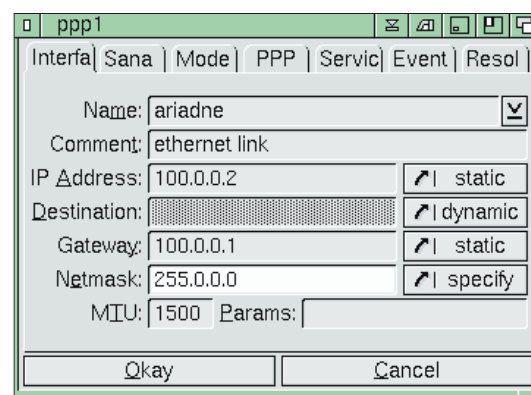 ppp1
Interfa Sana Mode PPP Servic Event Resol
Name: ariadne
Comment: ethernet link
IP Address: 100.0.0.2 static
Destination: dynamic
Gateway: 100.0.0.1 static
Netmask: 255.0.0.0 specify
MTU: 1500 Params:
Okay Cancel